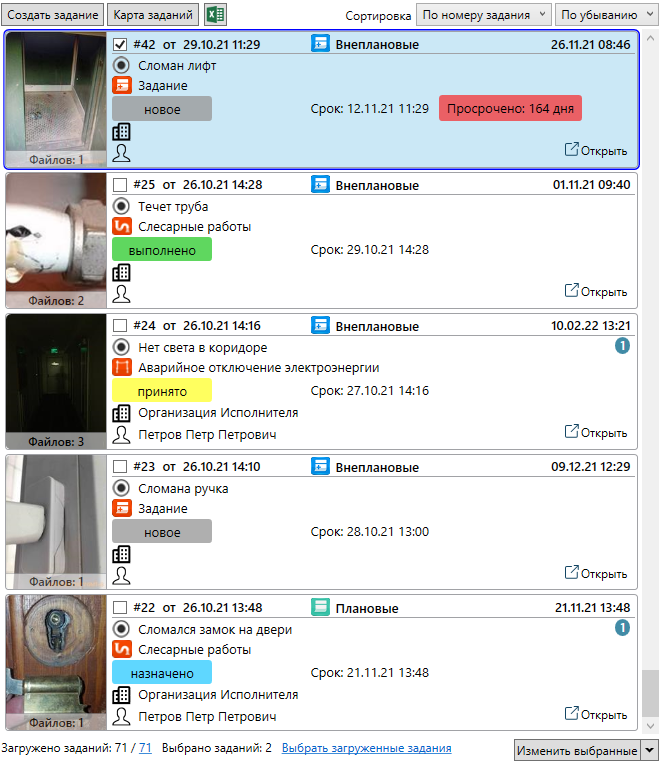 Создать задание Карта заданий Сортировка По номеру задания По убыванию
#42 от 29.10.21 11:29 Внеплановые 26.11.21 08:46
Сломан лифт
Задание
новое Срок: 12.11.21 11:29 Просрочено: 164 дня
Файлов: 1 Открыть
#25 от 26.10.21 14:28 Внеплановые 01.11.21 09:40
Течет труба
Слесарные работы
выполнено Срок: 29.10.21 14:28
Файлов: 2 Открыть
#24 от 26.10.21 14:16 Внеплановые 10.02.22 13:21
Нет света в коридоре 1
Аварийное отключение электроэнергии
принято Срок: 27.10.21 14:16
Организация Исполнителя
Файлов: 3 Петров Петр Петрович Открыть
#23 от 26.10.21 14:10 Внеплановые 09.12.21 12:29
Сломана ручка
Задание
новое Срок: 28.10.21 13:00
Файлов: 1 Открыть
#22 от 26.10.21 13:48 Плановые 21.11.21 13:48
Сломался замок на двери 1
Слесарные работы
назначено Срок: 21.11.21 13:48
Организация Исполнителя
Файлов: 1 Петров Петр Петрович Открыть
Загружено заданий: 71 / 71 Выбрано заданий: 2 Выбрать загруженные задания Изменить выбранные